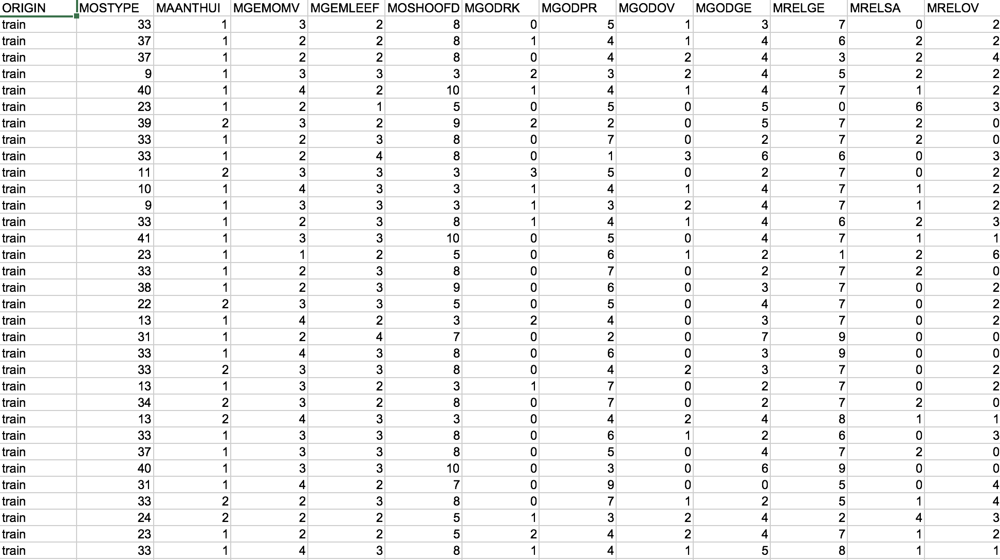 ORIGIN MOSTYPE MAANTHUI MGEMOMV MGEMLEEF MOSHOOFD MGODRK MGODPR MGODOV MGODGE MRELGE MRELSA MRELOV
train 33 1 3 2 8 0 5 1 3 7 0 2
train 37 1 2 2 8 1 4 1 4 6 2 2
train 37 1 2 2 8 0 4 2 4 3 2 4
train 9 1 3 3 3 2 3 2 4 5 2 2
train 40 1 4 2 10 1 4 1 4 7 1 2
train 23 1 2 1 5 0 5 0 5 0 6 3
train 39 2 3 2 9 2 2 0 5 7 2 0
train 33 1 2 3 8 0 7 0 2 7 2 0
train 33 1 2 4 8 0 1 3 6 6 0 3
train 11 2 3 3 3 3 5 0 2 7 0 2
train 10 1 4 3 3 1 4 1 4 7 1 2
train 9 1 3 3 3 1 3 2 4 7 1 2
train 33 1 2 3 8 1 4 1 4 6 2 3
train 41 1 3 3 10 0 5 0 4 7 1 1
train 23 1 1 2 5 0 6 1 2 1 2 6
train 33 1 2 3 8 0 7 0 2 7 2 0
train 38 1 2 3 9 0 6 0 3 7 0 2
train 22 2 3 3 5 0 5 0 4 7 0 2
train 13 1 4 2 3 2 4 0 3 7 0 2
train 31 1 2 4 7 0 2 0 7 9 0 0
train 33 1 4 3 8 0 6 0 3 9 0 0
train 33 2 3 3 8 0 4 2 3 7 0 2
train 13 1 3 2 3 1 7 0 2 7 0 2
train 34 2 3 2 8 0 7 0 2 7 2 0
train 13 2 4 3 3 0 4 2 4 8 1 1
train 33 1 3 3 8 0 6 1 2 6 0 3
train 37 1 3 3 8 0 5 0 4 7 2 0
train 40 1 3 3 10 0 3 0 6 9 0 0
train 31 1 4 2 7 0 9 0 0 5 0 4
train 33 2 2 3 8 0 7 1 2 5 1 4
train 24 2 2 2 5 1 3 2 4 2 4 3
train 23 1 2 2 5 2 4 2 4 7 1 2
train 33 1 4 3 8 1 4 1 5 8 1 1